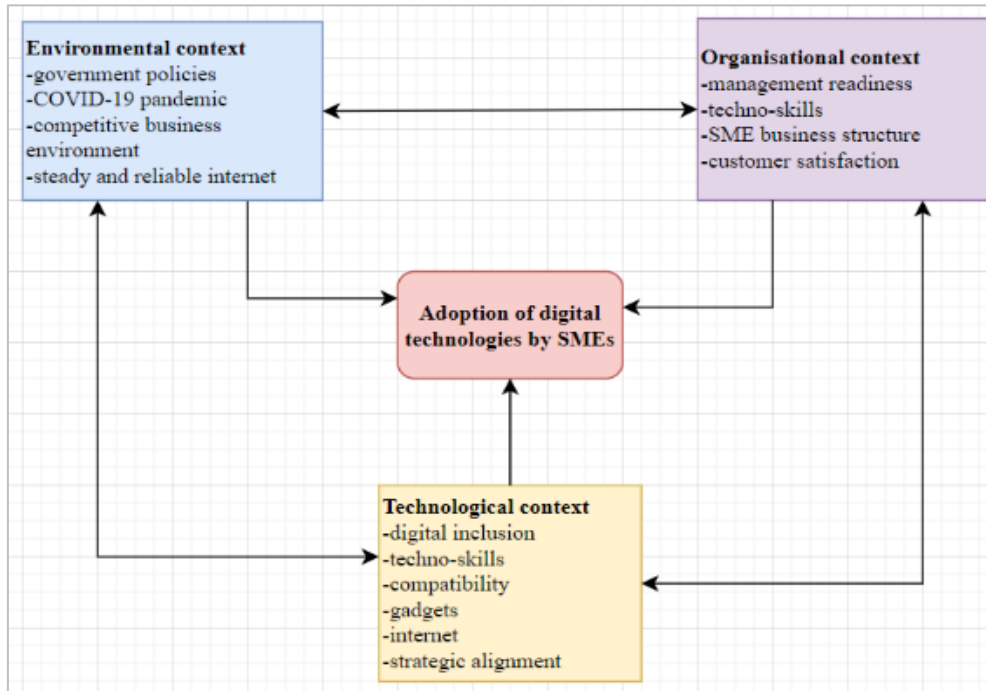 Environmental context
-government policies
-COVID-19 pandemic
-competitive business
environment
-steady and reliable internet
Organisational context
-management readiness
-techno-skills
-SME business structure
-customer satisfaction
Adoption of digital
technologies by SMEs
Technological context
-digital inclusion
-techno-skills
-compatibility
-gadgets
-internet
-strategic alignment